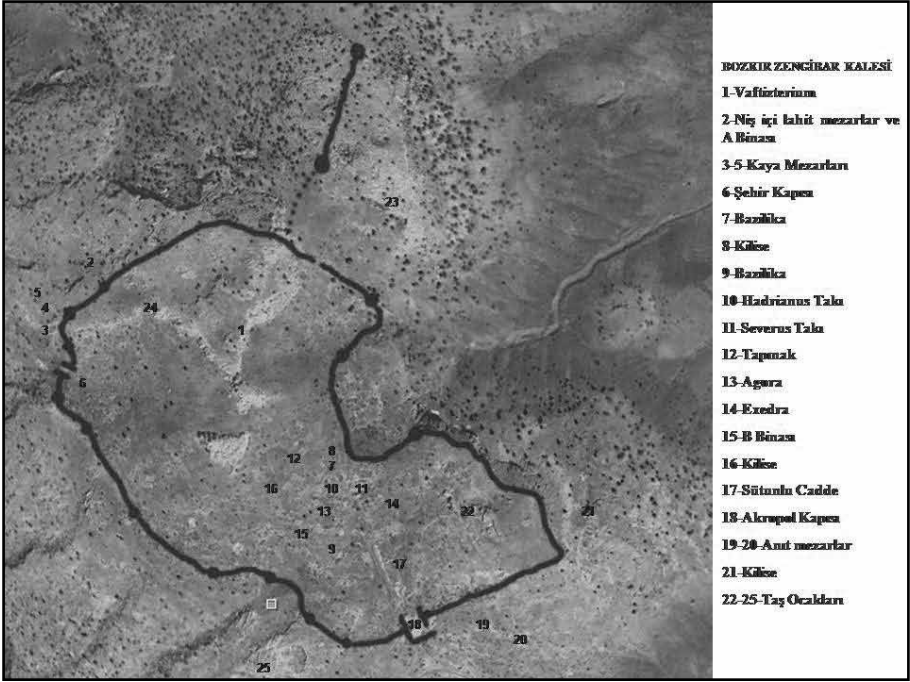 BOZKIR ZENGİBAR KALESİ
1-Vaftizterium
2-Niş içi lahit mezarlar ve
A Binası
3-5-Kaya Mezarları
6-Şehir Kapısı
7-Bazilika
8-Kilise
9-Bazilika
10-Hadrianus Takı
11-Severus Takı
12-Tapınak
13-Agora
14-Exedra
15-B Binası
16-Kilise
17-Sütunlu Cadde
18-Akropol Kapısı
19-20-Anıt mezarlar
21-Kilise
22-25-Taş Ocakları
23
2
5
4
24
3
1
6
8
12
7
16
10
11
14
13
22
21
15
9
17
18
19
20
25